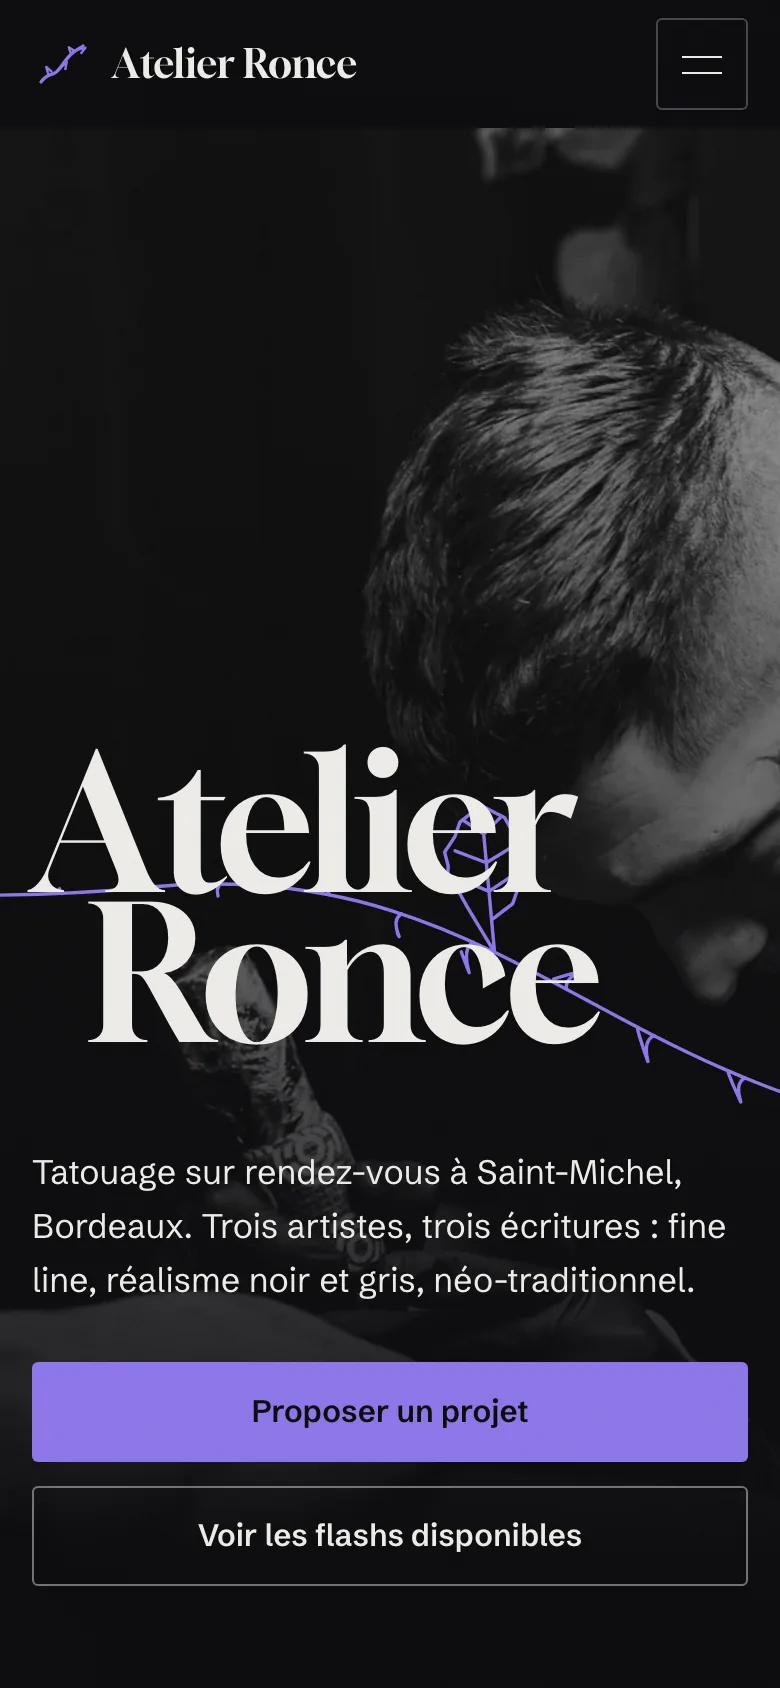 Atelier Ronce
Atelier
Ronce
Tatouage sur rendez-vous à Saint-Michel,
Bordeaux. Trois artistes, trois écritures : fine
line, réalisme noir et gris, néo-traditionnel.
Proposer un projet
Voir les flashs disponibles